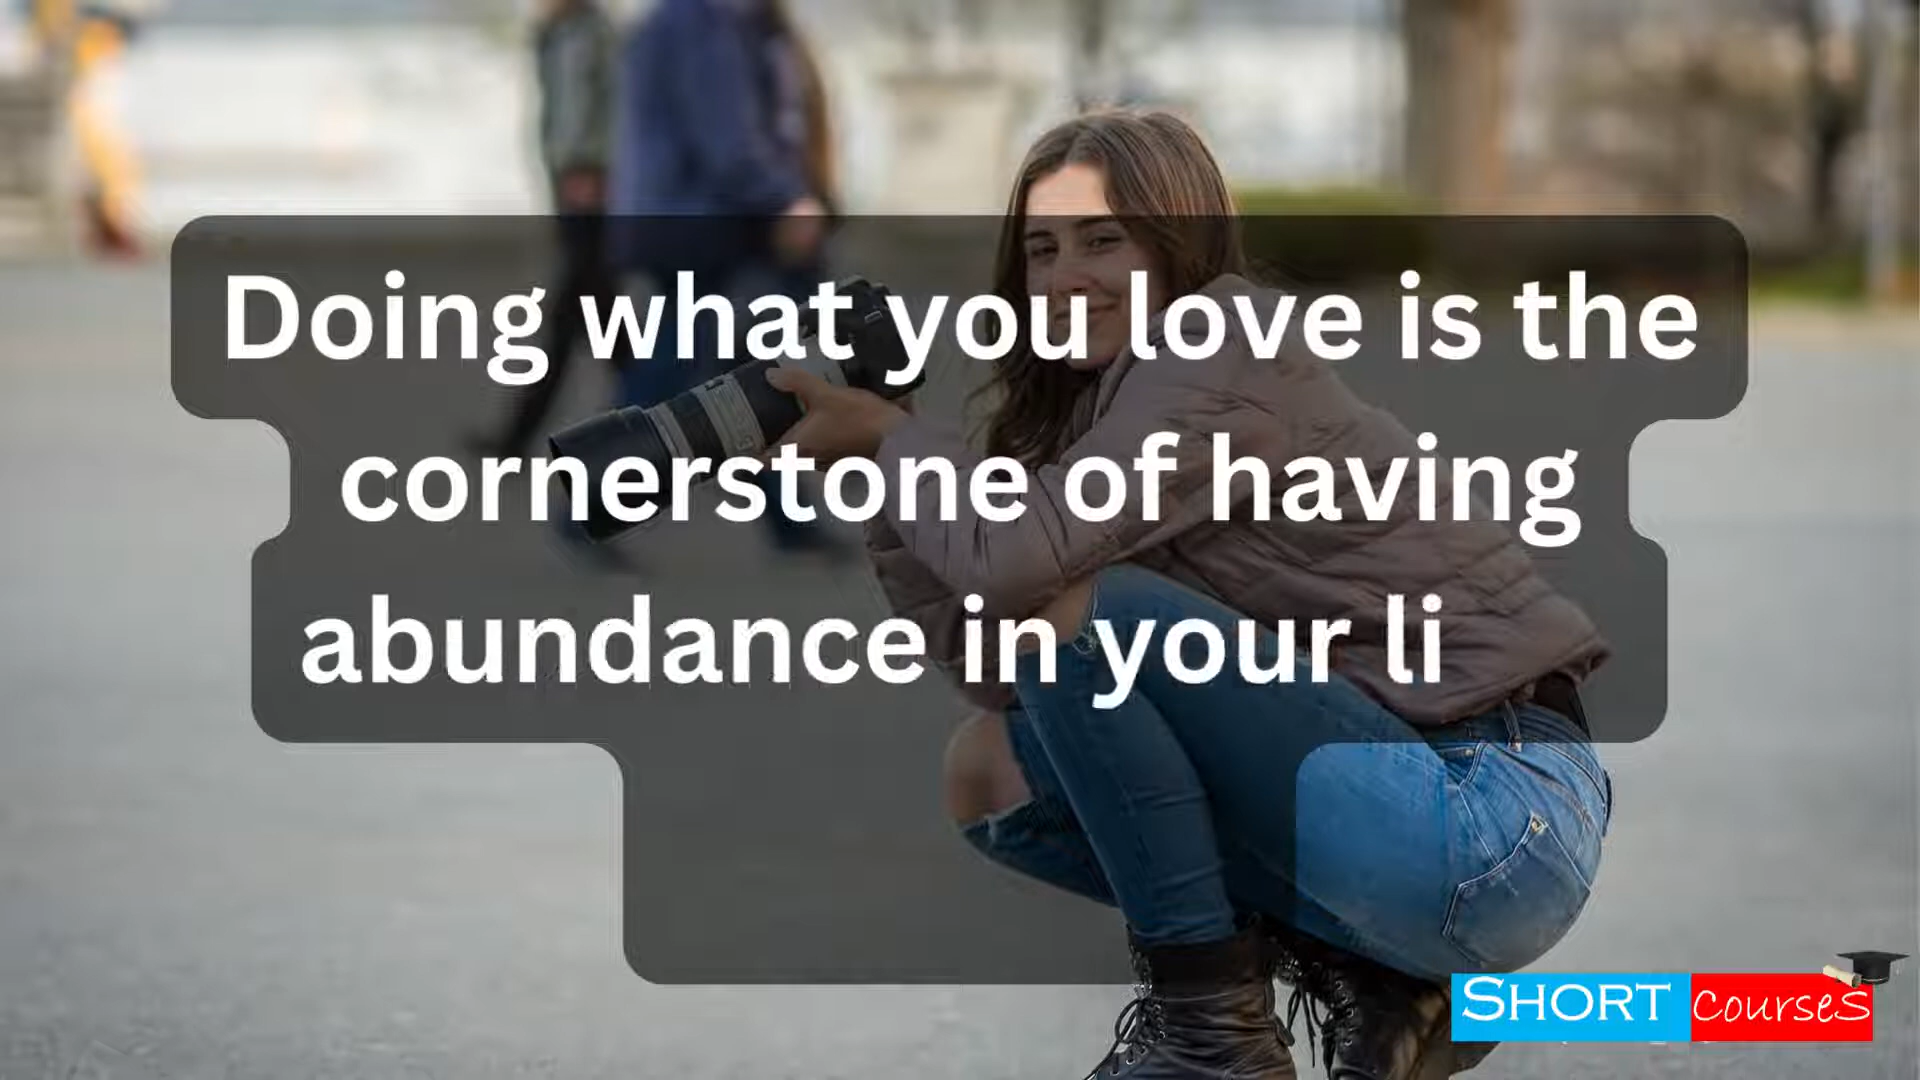 Doing what you love is the
cornerstone of having
abundance in your li
SHORT courses